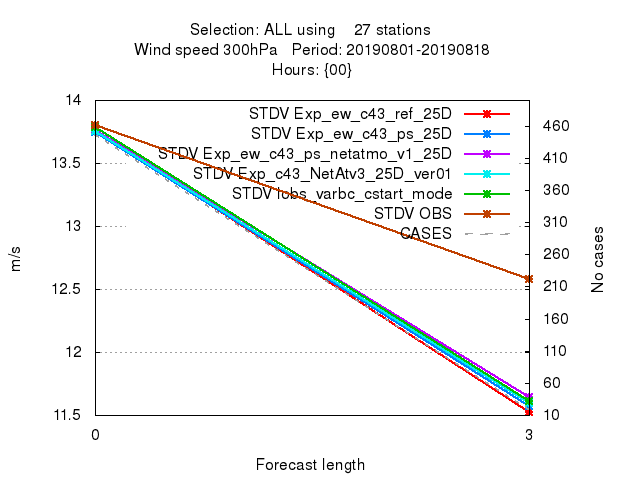 Selection: ALL using 27 stations
Wind speed 300hPa Period: 20190801-20190818
Hours: {00}
14
13.5
13
12.5
12
11.5
m/s
STDV Exp_ew_c43_ref_25D
STDV Exp_ew_c43_ps_25D
STDV Exp_ew_c43_ps_netatmo_v1_25D
STDV Exp_c43_NetAtv3_25D_ver01
STDV lobs_varbc_cstart_mode
STDV OBS
CASES
460
410
360
310
260
210
160
110
60
10
No cases
0
3
Forecast length